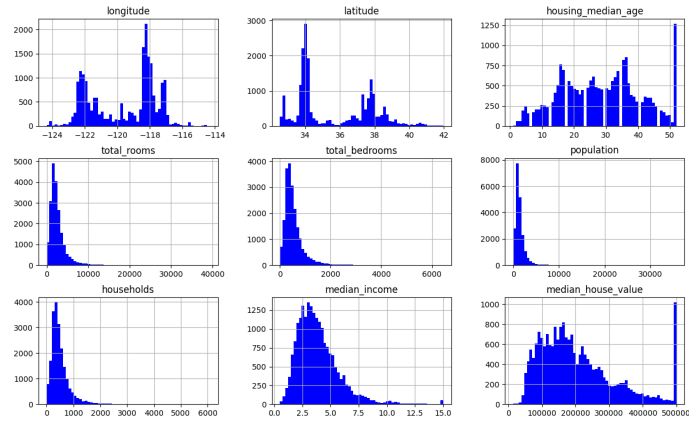 longitude
latitude
housing_median_age
2000
1500
1000
500
0
−124 −122 −120 −118 −116 −114
3000
2000
1000
0
34 36 38 40 42
1250
1000
750
500
250
0
0 10 20 30 40 50
total_rooms
total_bedrooms
population
5000
4000
3000
2000
1000
0
0 10000 20000 30000 40000
4000
3000
2000
1000
0
0 2000 4000 6000
8000
6000
4000
2000
0
0 10000 20000 30000
households
median_income
median_house_value
4000
3000
2000
1000
0
0 1000 2000 3000 4000 5000 6000
1250
1000
750
500
250
0
0.0 2.5 5.0 7.5 10.0 12.5 15.0
1000
800
600
400
200
0
0 100000 200000 300000 400000 500000